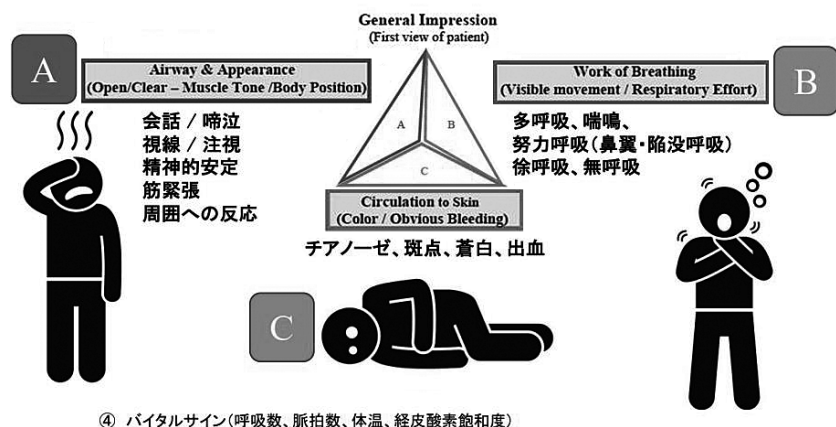 General Impression
(First view of patient)
A
Airway & Appearance
(Open/Clear – Muscle Tone /Body Position)
会話 / 啼泣
視線 / 注視
精神的安定
筋緊張
周囲への反応
A
B
C
Work of Breathing
(Visible movement / Respiratory Effort)
B
多呼吸、喘鳴、
努力呼吸(鼻翼・陥没呼吸)
徐呼吸、無呼吸
Circulation to Skin
(Color / Obvious Bleeding)
チアノーゼ、斑点、蒼白、出血
C
④ バイタルサイン(呼吸数、脈拍数、体温、経皮酸素飽和度)